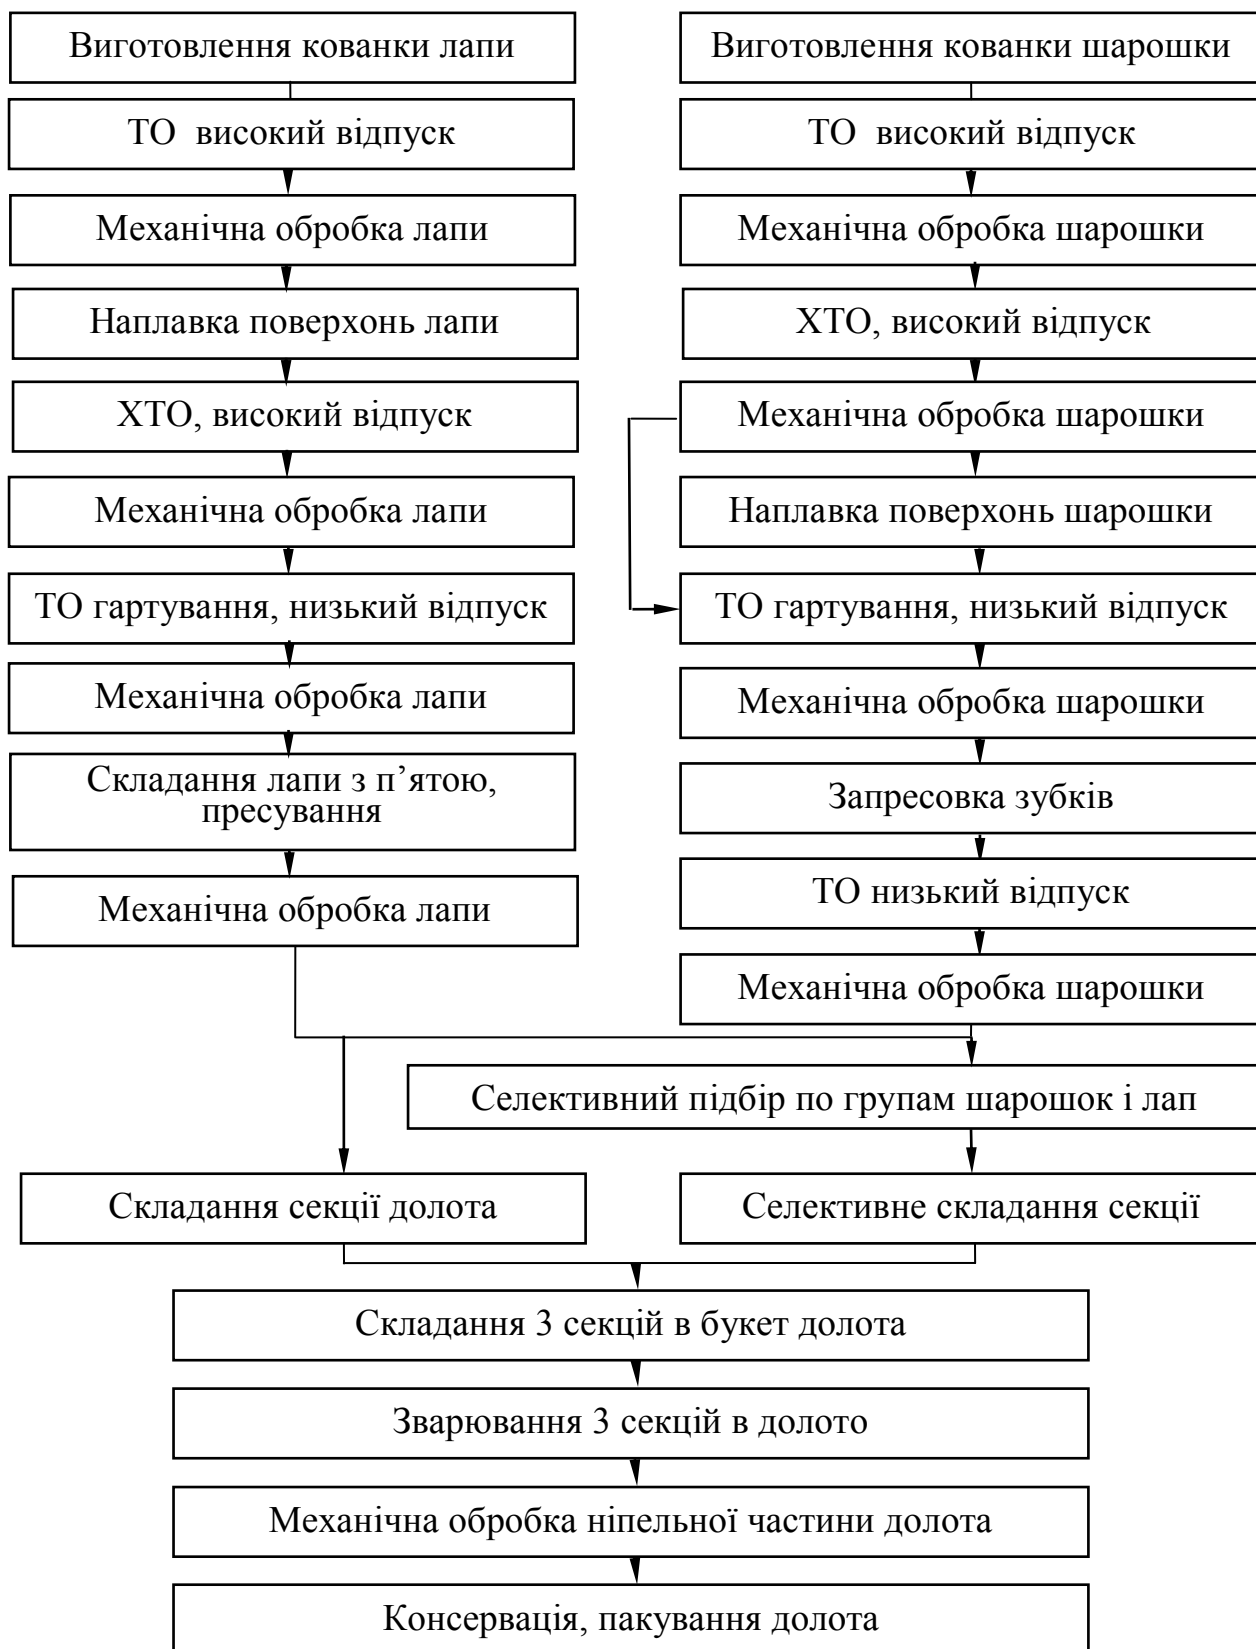 Виготовлення кованки лапи
ТО високий відпуск
Механічна обробка лапи
Наплавка поверхонь лапи
ХТО, високий відпуск
Механічна обробка лапи
ТО гартування, низький відпуск
Механічна обробка лапи
Складання лапи з п’ятою,
пресування
Механічна обробка лапи
Виготовлення кованки шарошки
ТО високий відпуск
Механічна обробка шарошки
ХТО, високий відпуск
Механічна обробка шарошки
Наплавка поверхонь шарошки
ТО гартування, низький відпуск
Механічна обробка шарошки
Запресовка зубків
ТО низький відпуск
Механічна обробка шарошки
Селективний підбір по групам шарошок і лап
Складання секції долота
Селективне складання секції
Складання 3 секцій в букет долота
Зварювання 3 секцій в долото
Механічна обробка ніпельної частини долота
Консервація, пакування долота